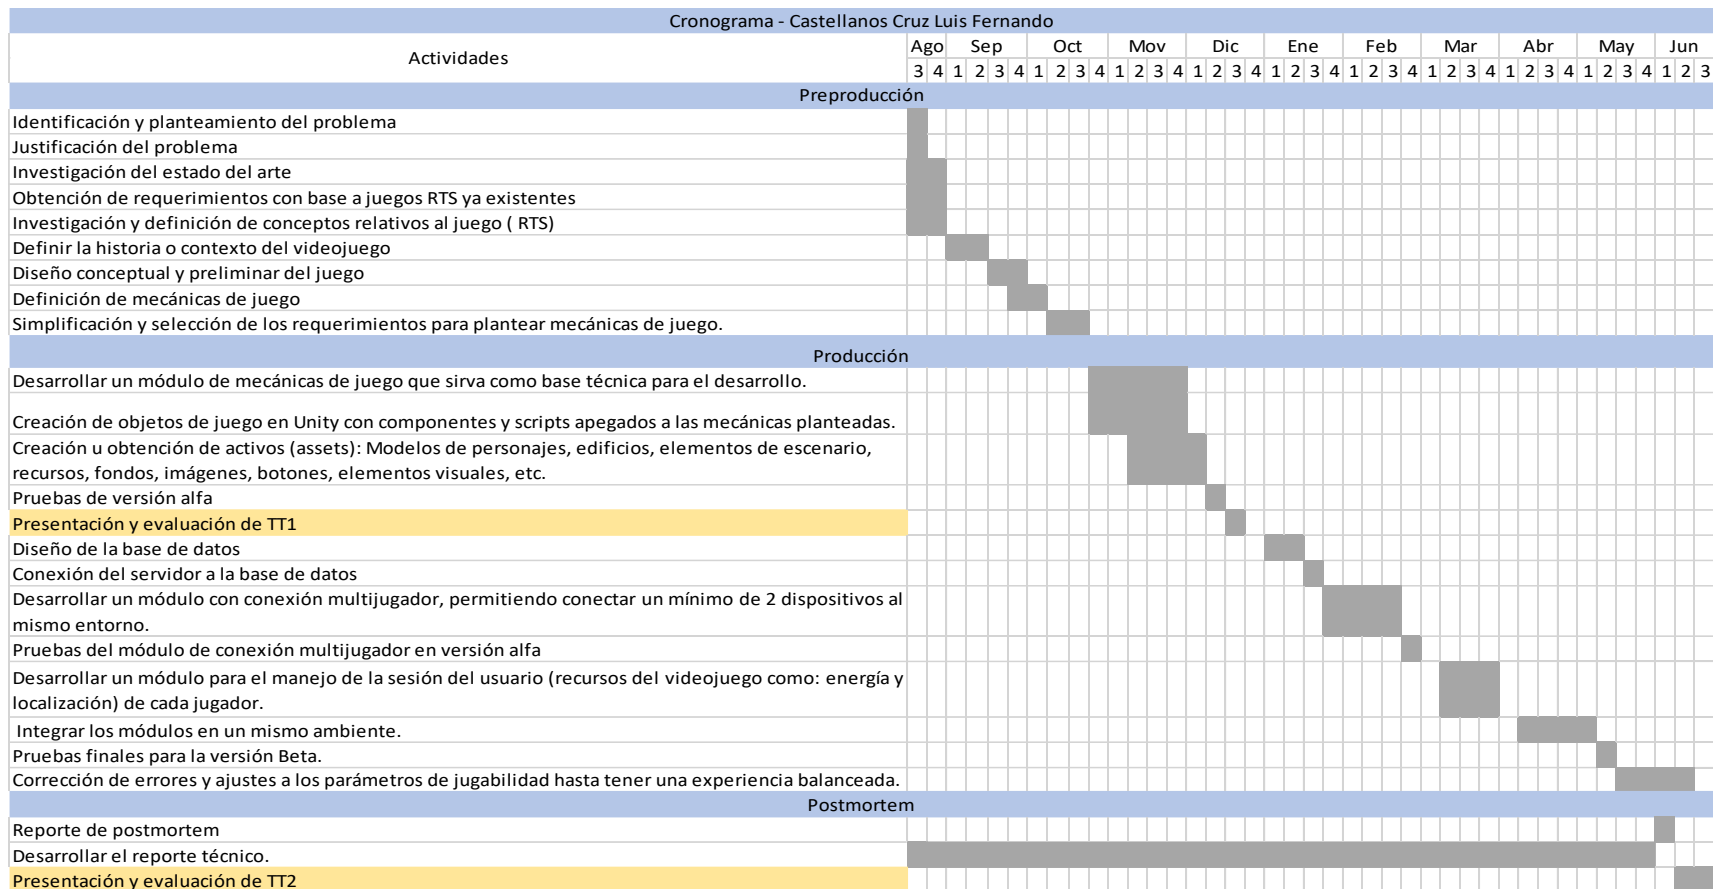 Cronograma - Castellanos Cruz Luis Fernando
Actividades
Ago Sep Oct Mov Dic Ene Feb Mar Abr May Jun
3 4 1 2 3 4 1 2 3 4 1 2 3 4 1 2 3 4 1 2 3 4 1 2 3 4 1 2 3 4 1 2 3 4 1 2 3 4 1 2 3
Preproducción
Identificación y planteamiento del problema
Justificación del problema
Investigación del estado del arte
Obtención de requerimientos con base a juegos RTS ya existentes
Investigación y definición de conceptos relativos al juego ( RTS)
Definir la historia o contexto del videojuego
Diseño conceptual y preliminar del juego
Definición de mecánicas de juego
Simplificación y selección de los requerimientos para plantear mecánicas de juego.
Producción
Desarrollar un módulo de mecánicas de juego que sirva como base técnica para el desarrollo.
Creación de objetos de juego en Unity con componentes y scripts apegados a las mecánicas planteadas.
Creación u obtención de activos (assets): Modelos de personajes, edificios, elementos de escenario,
recursos, fondos, imágenes, botones, elementos visuales, etc.
Pruebas de versión alfa
Presentación y evaluación de TT1
Diseño de la base de datos
Conexión del servidor a la base de datos
Desarrollar un módulo con conexión multijugador, permitiendo conectar un mínimo de 2 dispositivos al
mismo entorno.
Pruebas del módulo de conexión multijugador en versión alfa
Desarrollar un módulo para el manejo de la sesión del usuario (recursos del videojuego como: energía y
localización) de cada jugador.
Integrar los módulos en un mismo ambiente.
Pruebas finales para la versión Beta.
Corrección de errores y ajustes a los parámetros de jugabilidad hasta tener una experiencia balanceada.
Postmortem
Reporte de postmortem
Desarrollar el reporte técnico.
Presentación y evaluación de TT2